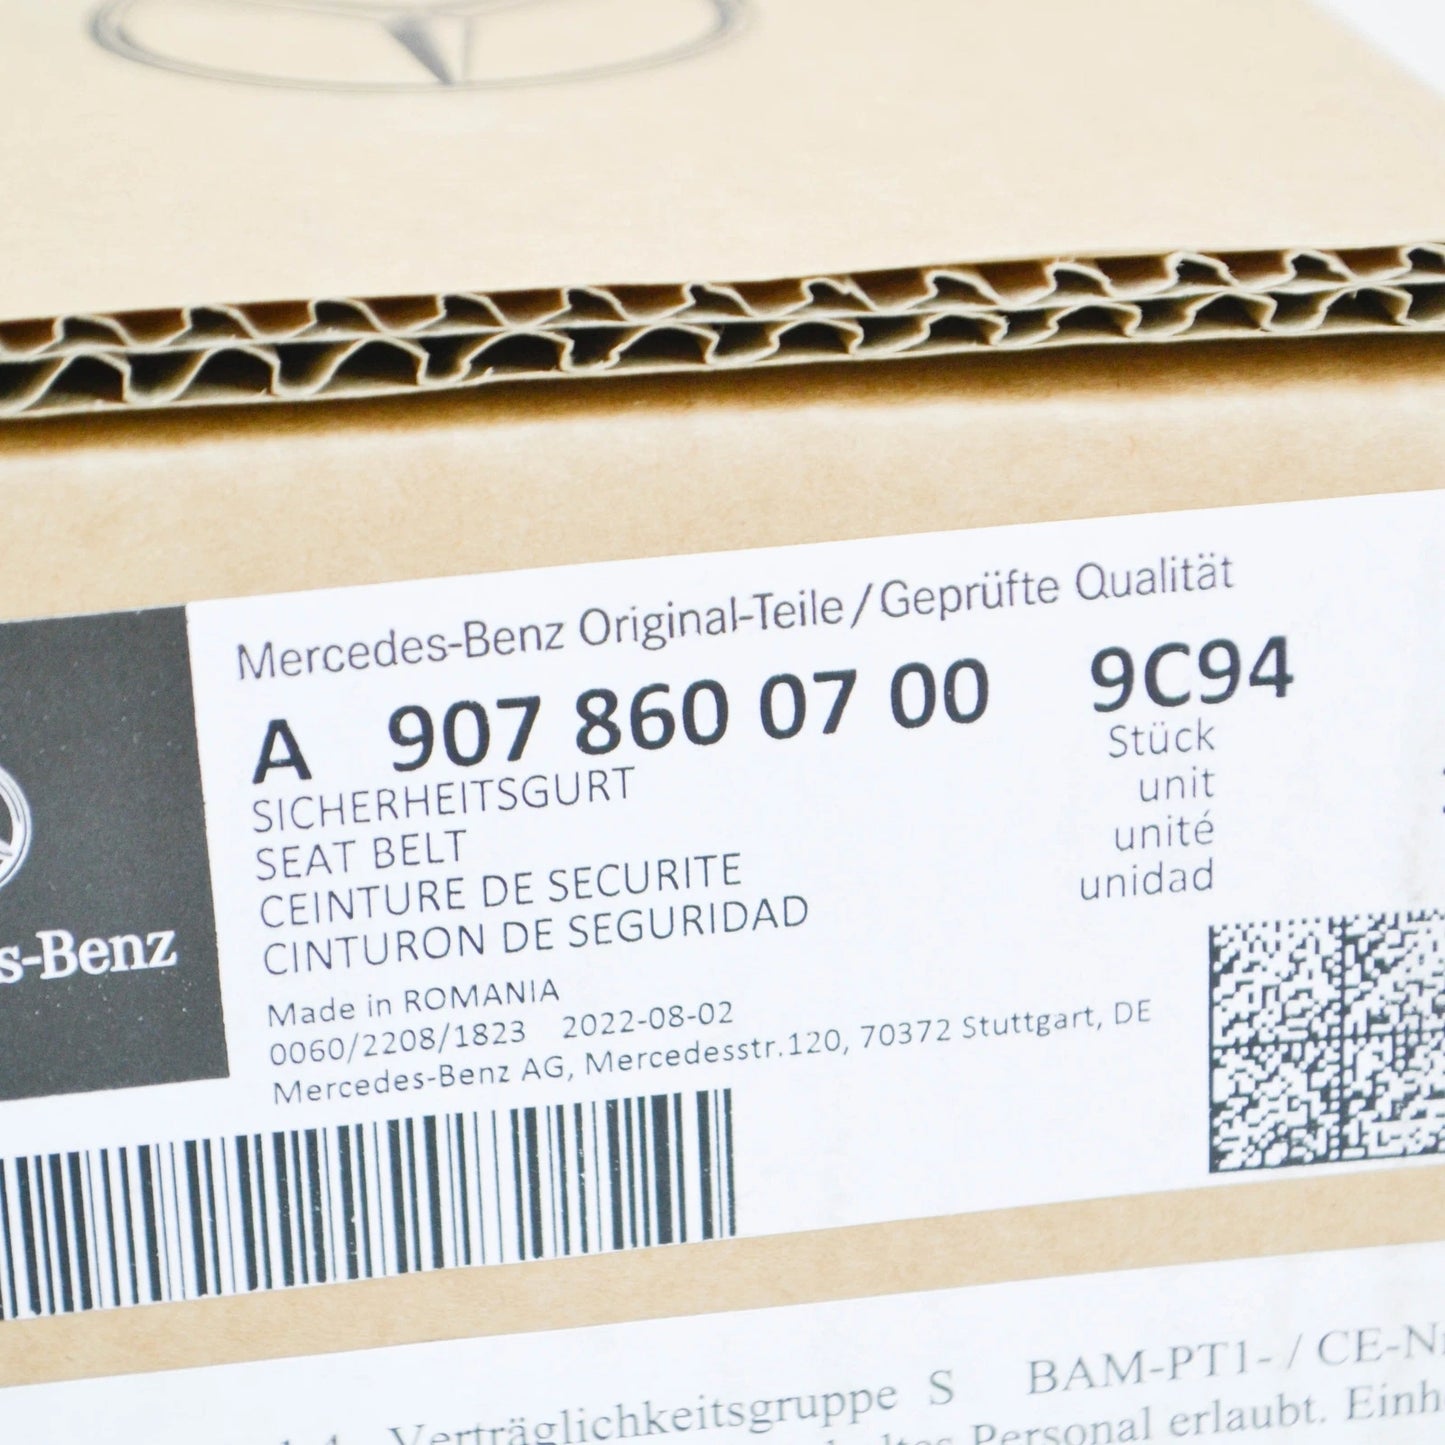 Mercedes-Benz Original-Teile/Geprüfte Qualität
A 907 860 07 00 9C94
SICHERHEITSGURT
SEAT BELT
CEINTURE DE SECURITE
CINTURON DE SEGURIDAD
Stück
unit
unité
unidad
s-Benz
Made in ROMANIA
0060/2208/1823 2022-08-02
Mercedes-Benz AG, Mercedesstr.120, 70372 Stuttgart, DE
Verträglichkeitsgruppe S BAM-PT1- / CE-N
Personal erlaubt. Einh